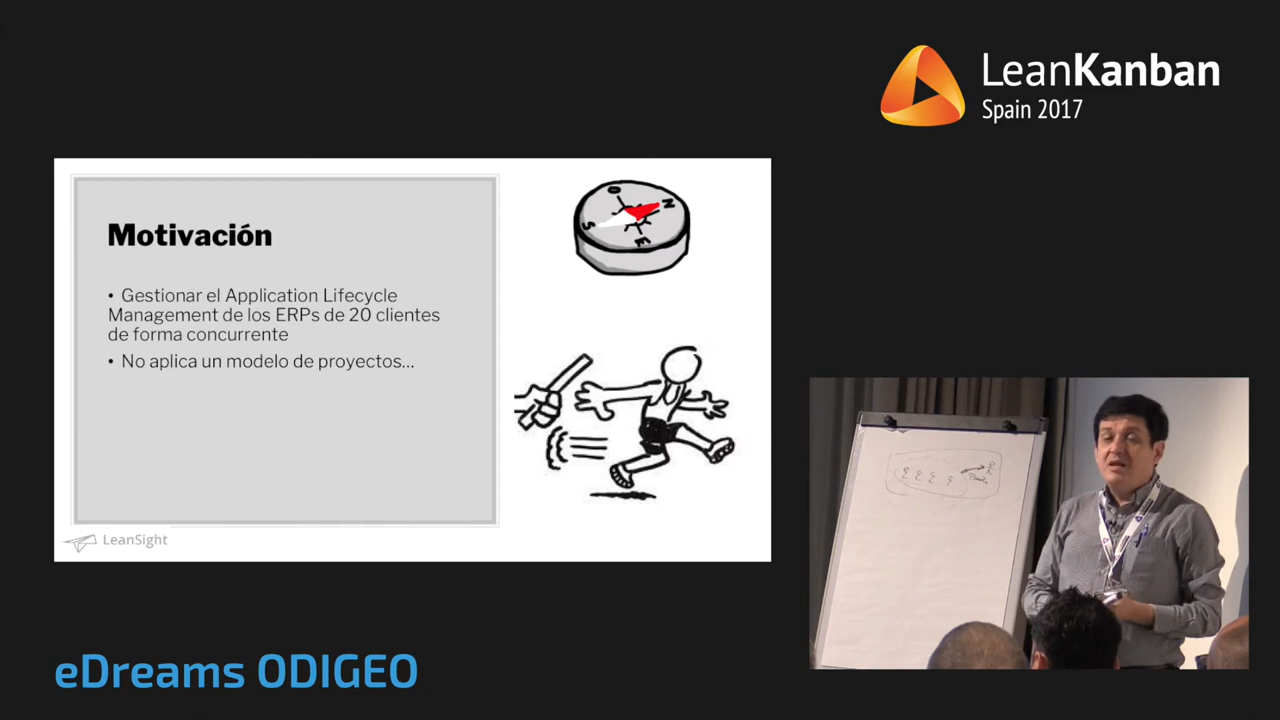 LeanKanban
Spain 2017
Motivación
• Gestionar el Application Lifecycle
Management de los ERPs de 20 clientes
de forma concurrente
• No aplica un modelo de proyectos...
O
N
S
E
LeanSight
eDreams ODIGEO